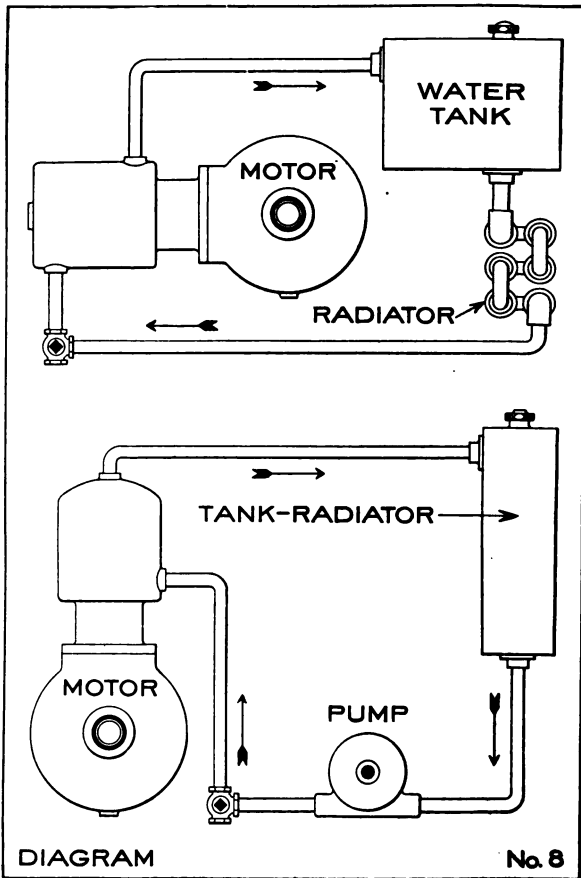 WATER
TANK
MOTOR
RADIATOR
TANK-RADIATOR
MOTOR
PUMP
DIAGRAM
No. 8